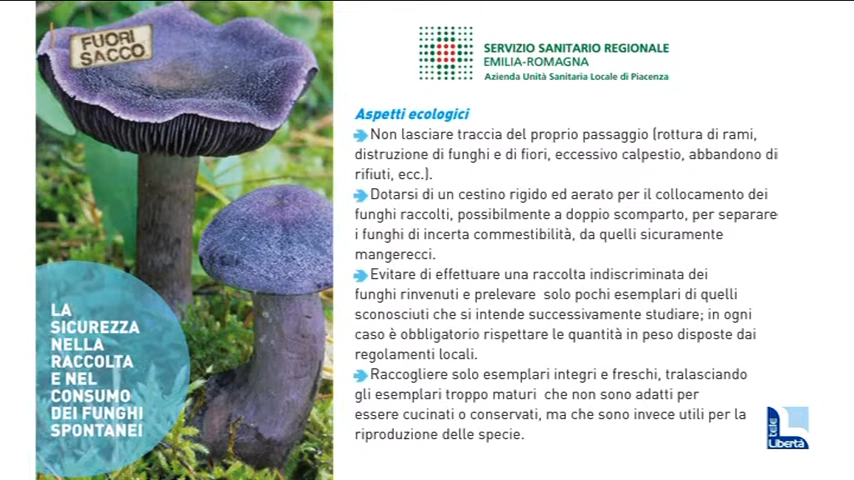 FUORI
SACCO
LA
SICUREZZA
NELLA
RACCOLTA
E NEL
CONSUMO
DEI FUNGHI
SPONTANEI
SERVIZIO SANITARIO REGIONALE
EMILIA-ROMAGNA
Azienda Unità Sanitaria Locale di Piacenza
Aspetti ecologici
Non lasciare traccia del proprio passaggio (rottura di rami,
distruzione di funghi e di fiori, eccessivo calpestio, abbandono di
rifiuti, ecc.).
Dotarsi di un cestino rigido ed aerato per il collocamento dei
funghi raccolti, possibilmente a doppio scomparto, per separare
i funghi di incerta commestibilità, da quelli sicuramente
mangerecci.
Evitare di effettuare una raccolta indiscriminata dei
funghi rinvenuti e prelevare solo pochi esemplari di quelli
sconosciuti che si intende successivamente studiare; in ogni
caso è obbligatorio rispettare le quantità in peso disposte dai
regolamenti locali.
Raccogliere solo esemplari integri e freschi, tralasciando
gli esemplari troppo maturi che non sono adatti per
essere cucinati o conservati, ma che sono invece utili per la
riproduzione delle specie.
tele
Libertà